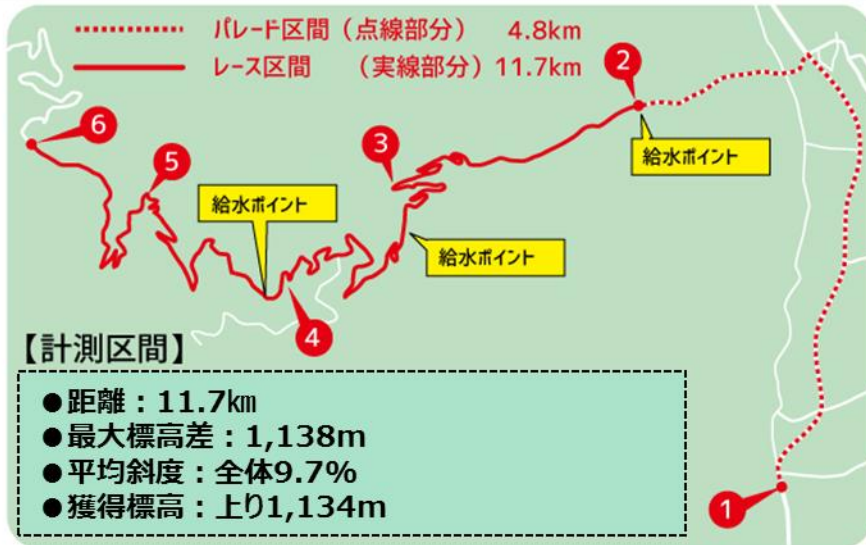 パレード区間（点線部分） 4.8km
レース区間 （実線部分）11.7km
2
給水ポイント
6
3
5
給水ポイント
給水ポイント
4
【計測区間】
●距離：11.7㎞
●最大標高差：1,138m
●平均斜度：全体9.7%
●獲得標高：上り1,134m
1